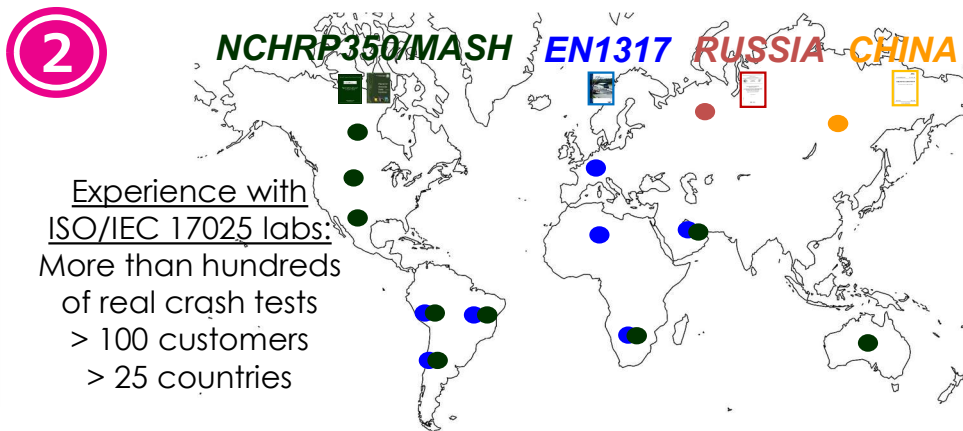 2
NCHRP350/MASH EN1317 RUSSIA CHINA
Experience with
ISO/IEC 17025 labs:
More than hundreds
of real crash tests
> 100 customers
> 25 countries